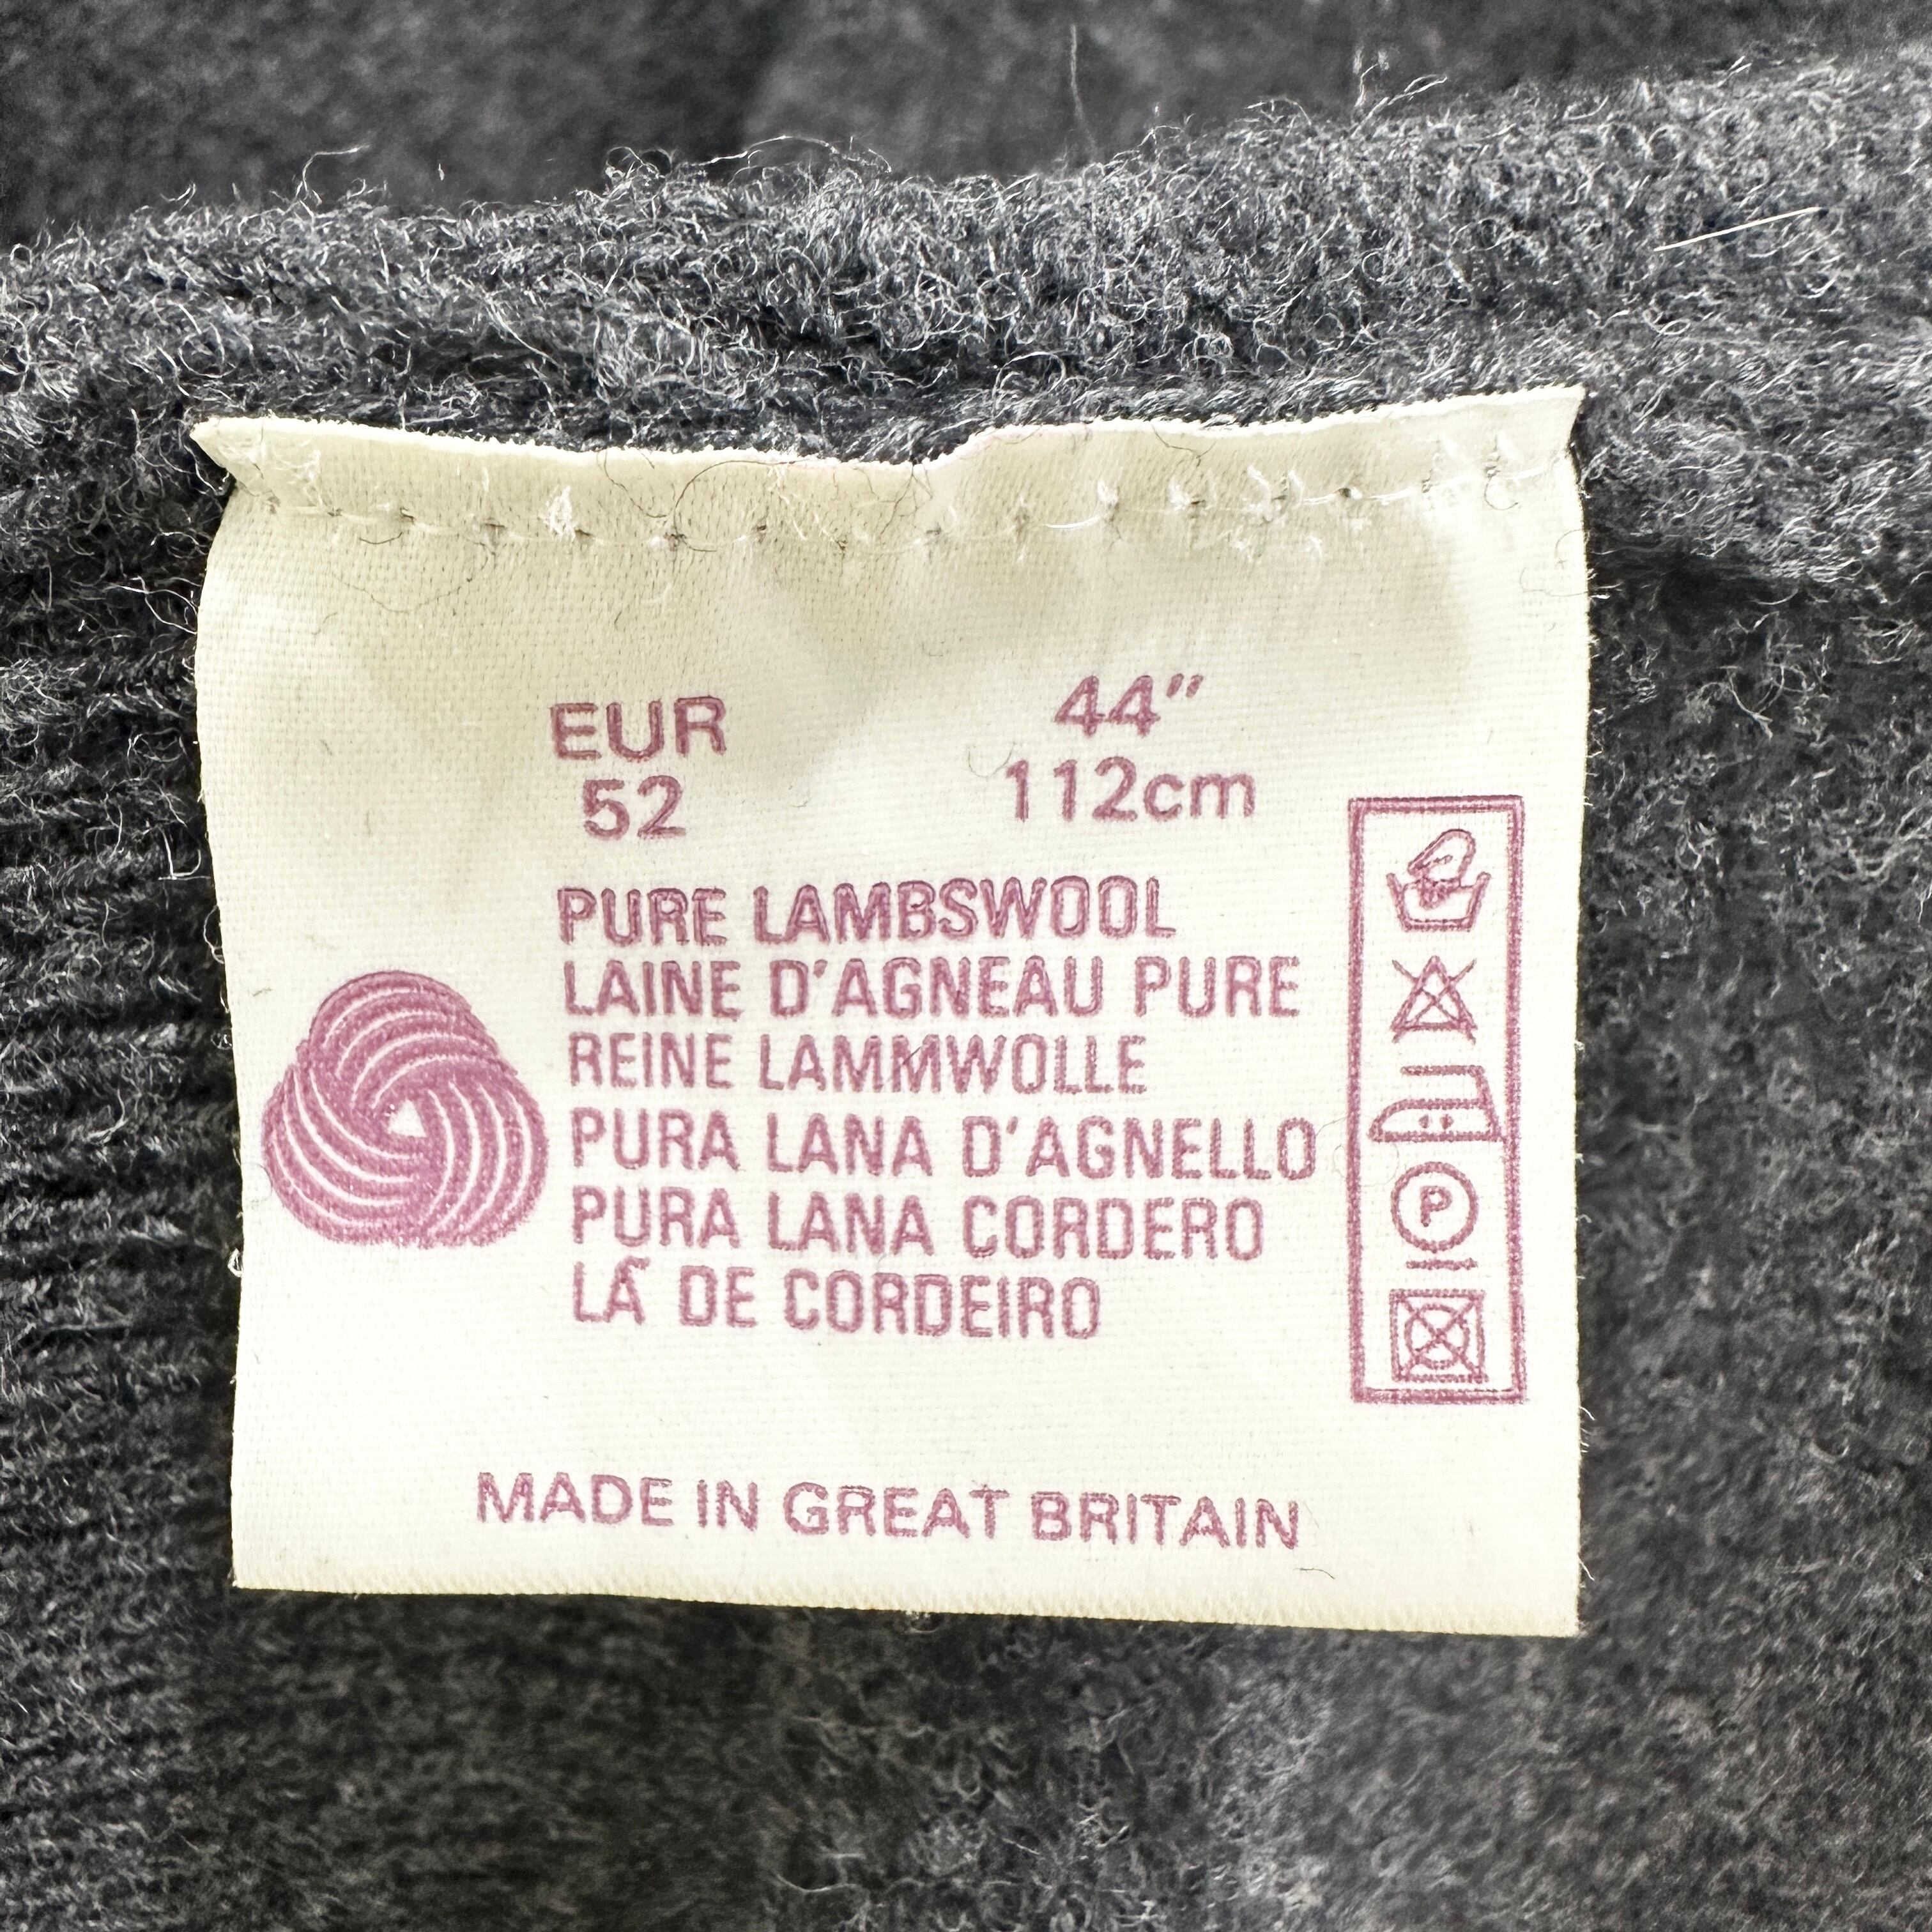 EUR 44"
52 112cm
PURE LAMBSWOOL
LAINE D'AGNEAU PURE
REINE LAMMWOLLE
PURA LANA D'AGNELLO
PURA LANA CORDERO
LÃ DE CORDEIRO
P
MADE IN GREAT BRITAIN